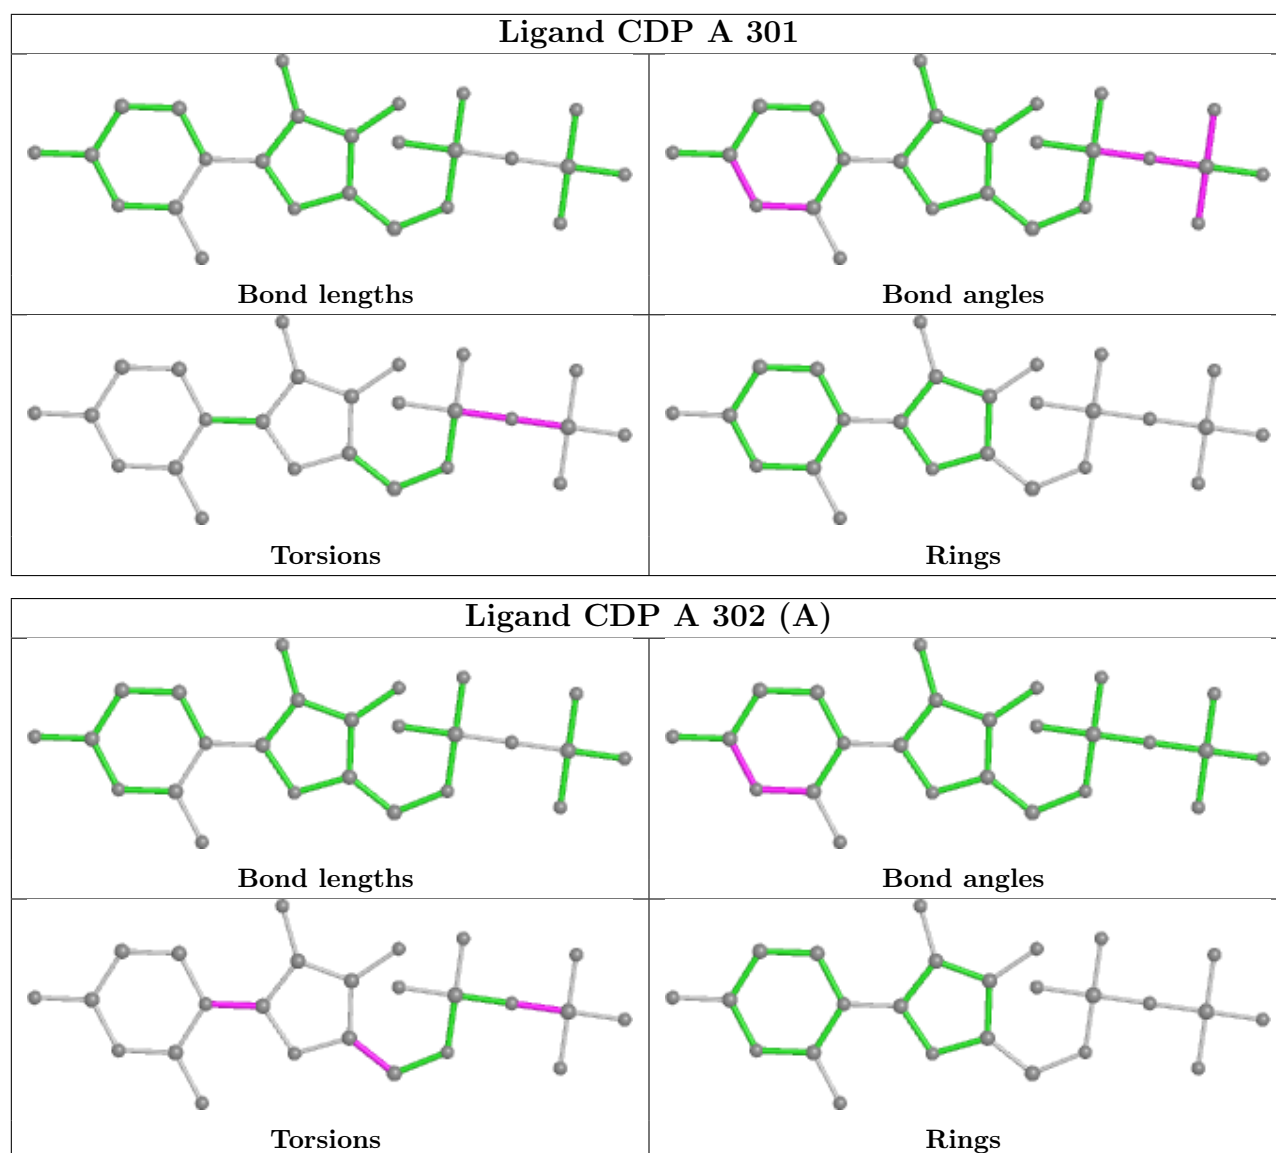 Ligand CDP A 301
Bond lengths
Bond angles
Torsions
Rings
Ligand CDP A 302 (A)
Bond lengths
Bond angles
Torsions
Rings